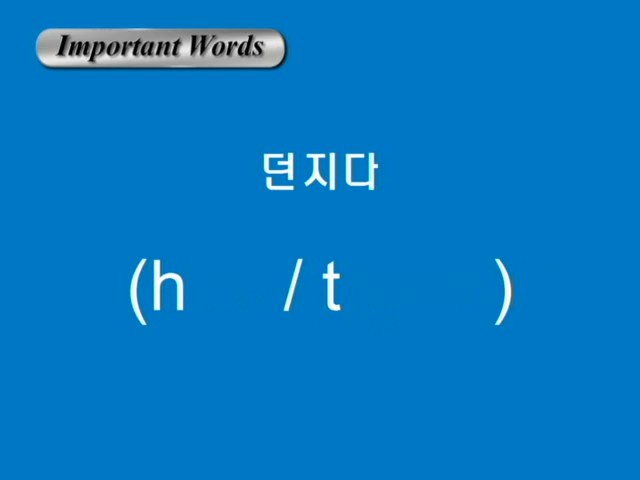 Important Words
던지다
(h / t )